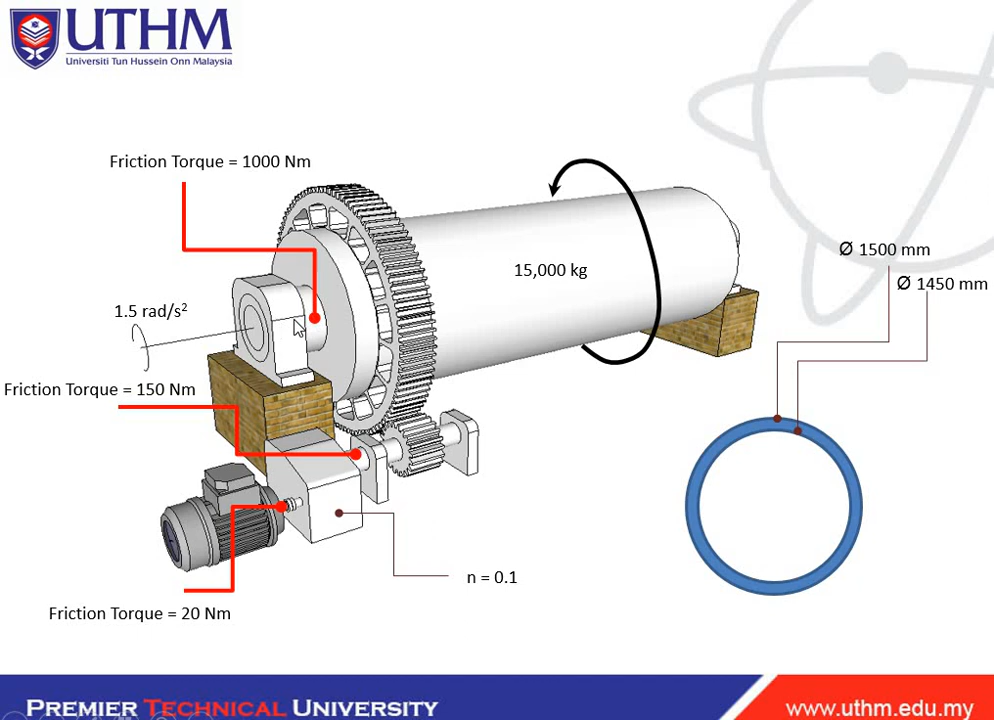 UTHM
Universiti Tun Hussein Onn Malaysia
Friction Torque = 1000 Nm
15,000 kg
Ø 1500 mm
Ø 1450 mm
1.5 rad/s²
Friction Torque = 150 Nm
n = 0.1
Friction Torque = 20 Nm
PREMIER TECHNICAL UNIVERSITY
www.uthm.edu.my